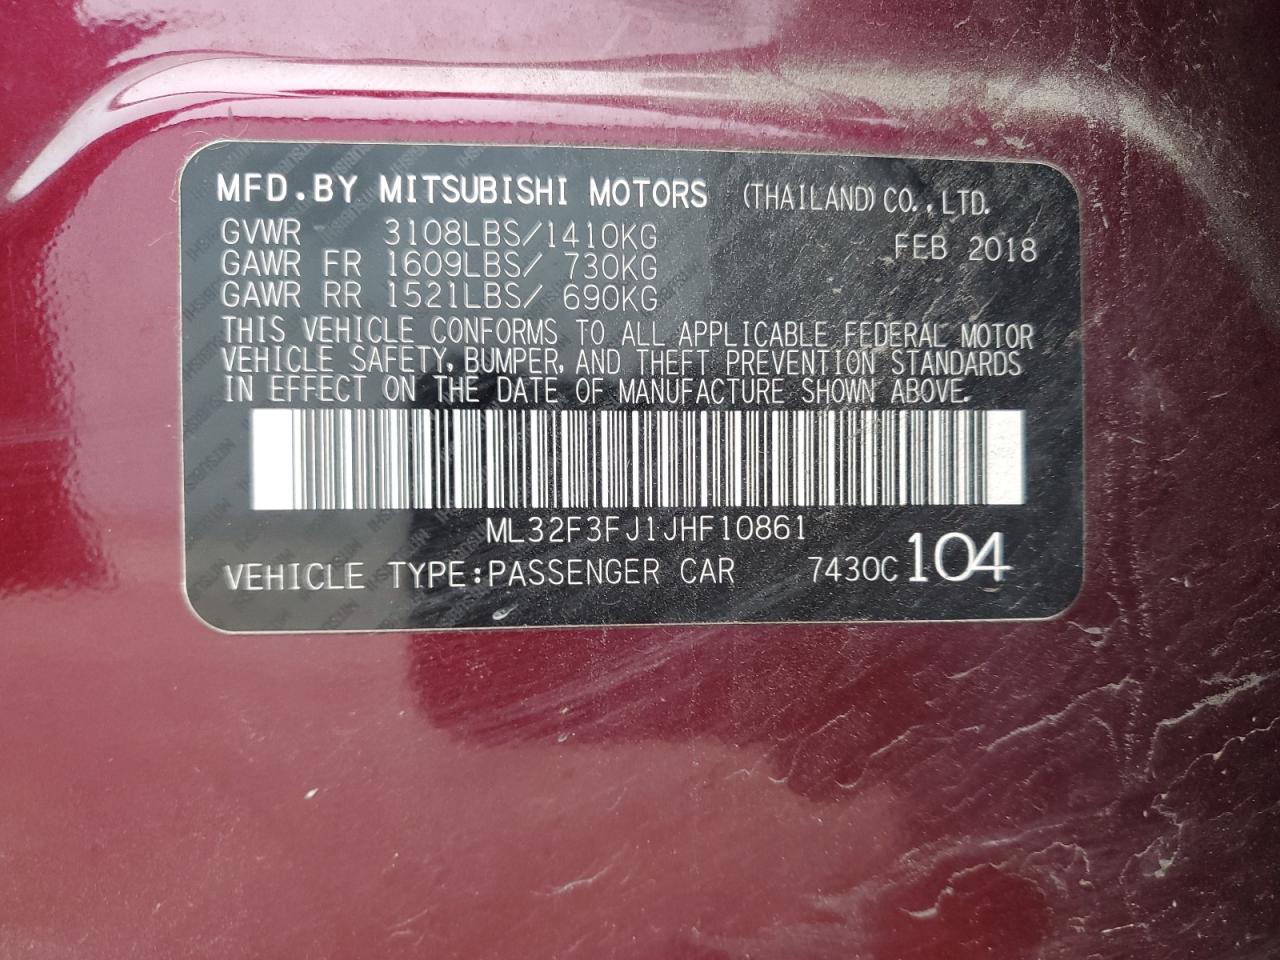 MFD.BY MITSUBISHI MOTORS (THAILAND) CO.,LTD.
GVWR 3108LBS/1410KG FEB 2018
GAWR FR 1609LBS/ 730KG
GAWR RR 1521LBS/ 690KG
THIS VEHICLE CONFORMS TO ALL APPLICABLE FEDERAL MOTOR
VEHICLE SAFETY, BUMPER, AND THEFT PREVENTION STANDARDS
IN EFFECT ON THE DATE OF MANUFACTURE SHOWN ABOVE.
ML32F3FJ1JHF10861
VEHICLE TYPE:PASSENGER CAR 7430C 104